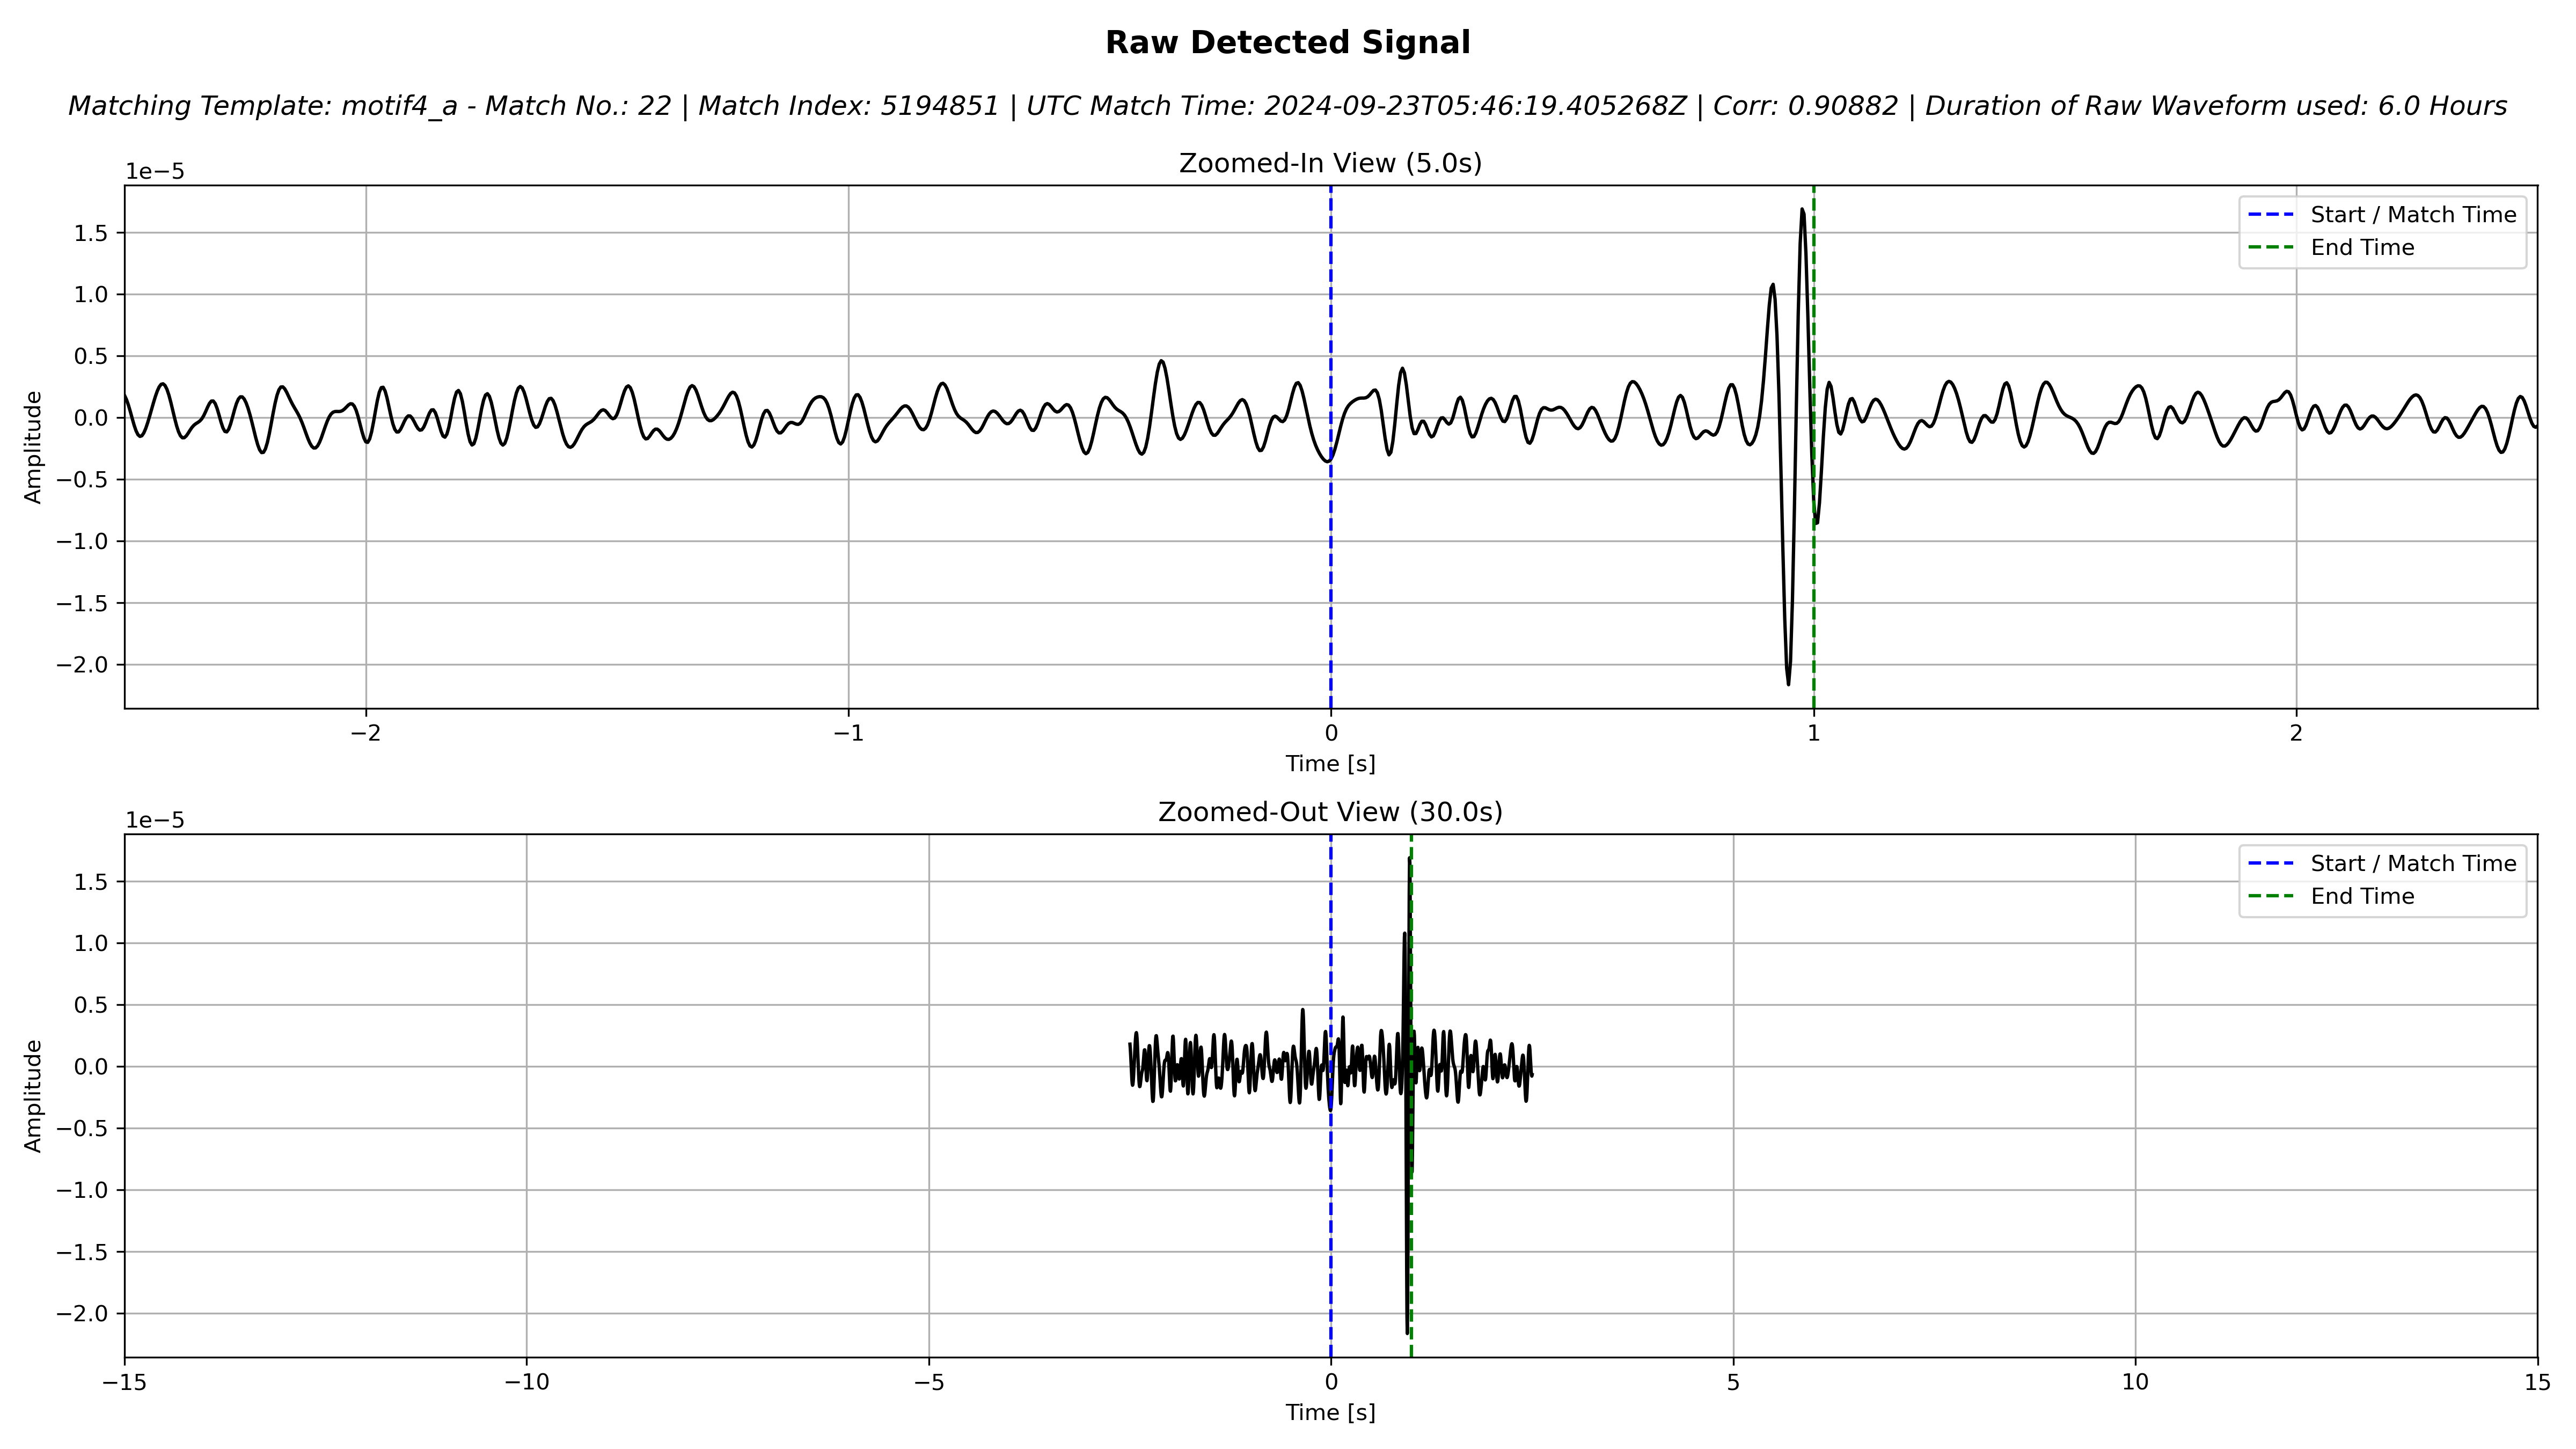 Raw Detected Signal
Matching Template: motif4_a - Match No.: 22 | Match Index: 5194851 | UTC Match Time: 2024-09-23T05:46:19.405268Z | Corr: 0.90882 | Duration of Raw Waveform used: 6.0 Hours
Zoomed-In View (5.0s)
1e−5
Start / Match Time
End Time
1.5
1.0
0.5
0.0
−0.5
−1.0
−1.5
−2.0
Amplitude
−2 −1 0 1 2
Time [s]
Zoomed-Out View (30.0s)
1e−5
Start / Match Time
End Time
1.5
1.0
0.5
0.0
−0.5
−1.0
−1.5
−2.0
Amplitude
−15 −10 −5 0 5 10 15
Time [s]